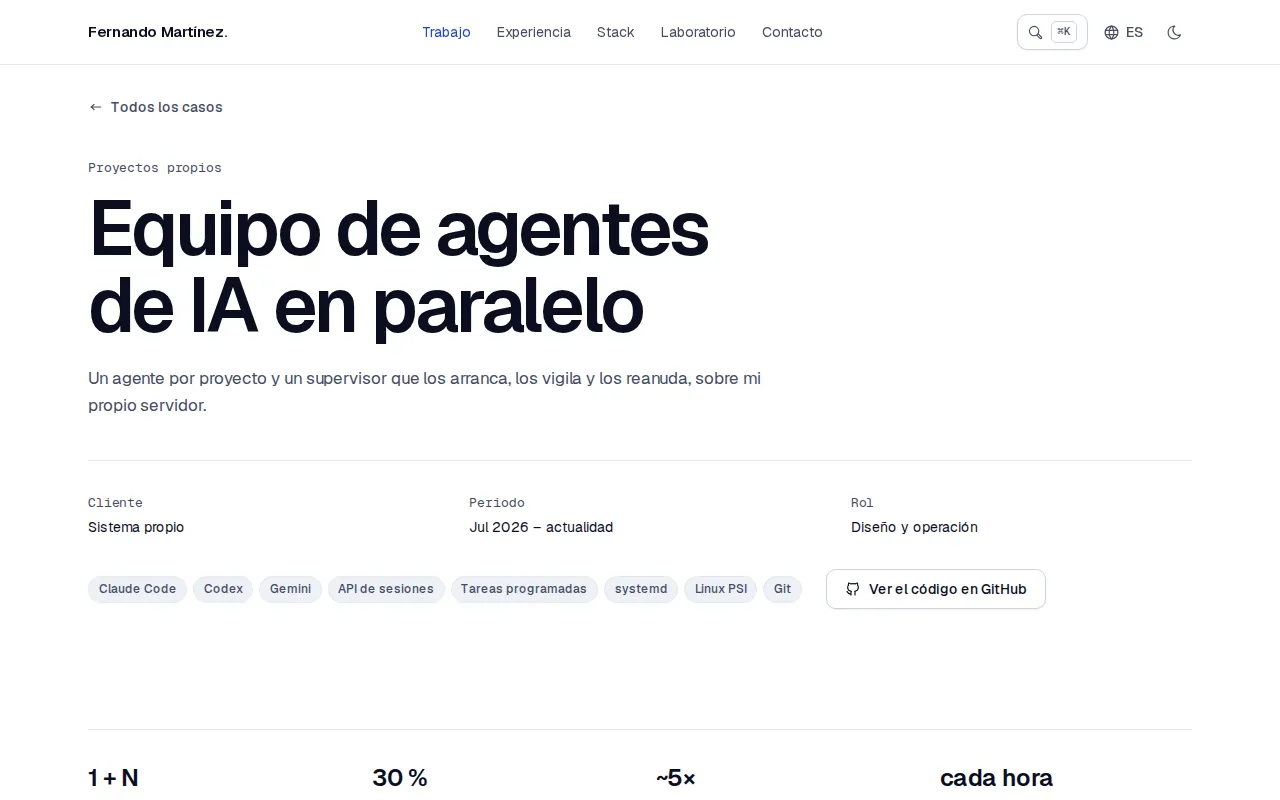 Fernando Martínez.
Trabajo Experiencia Stack Laboratorio Contacto
⌘K
ES
← Todos los casos
Proyectos propios
Equipo de agentes
de IA en paralelo
Un agente por proyecto y un supervisor que los arranca, los vigila y los reanuda, sobre mi
propio servidor.
Cliente Periodo Rol
Sistema propio Jul 2026 – actualidad Diseño y operación
Claude Code Codex Gemini API de sesiones Tareas programadas systemd Linux PSI Git Ver el código en GitHub
1 + N 30 % ~5× cada hora